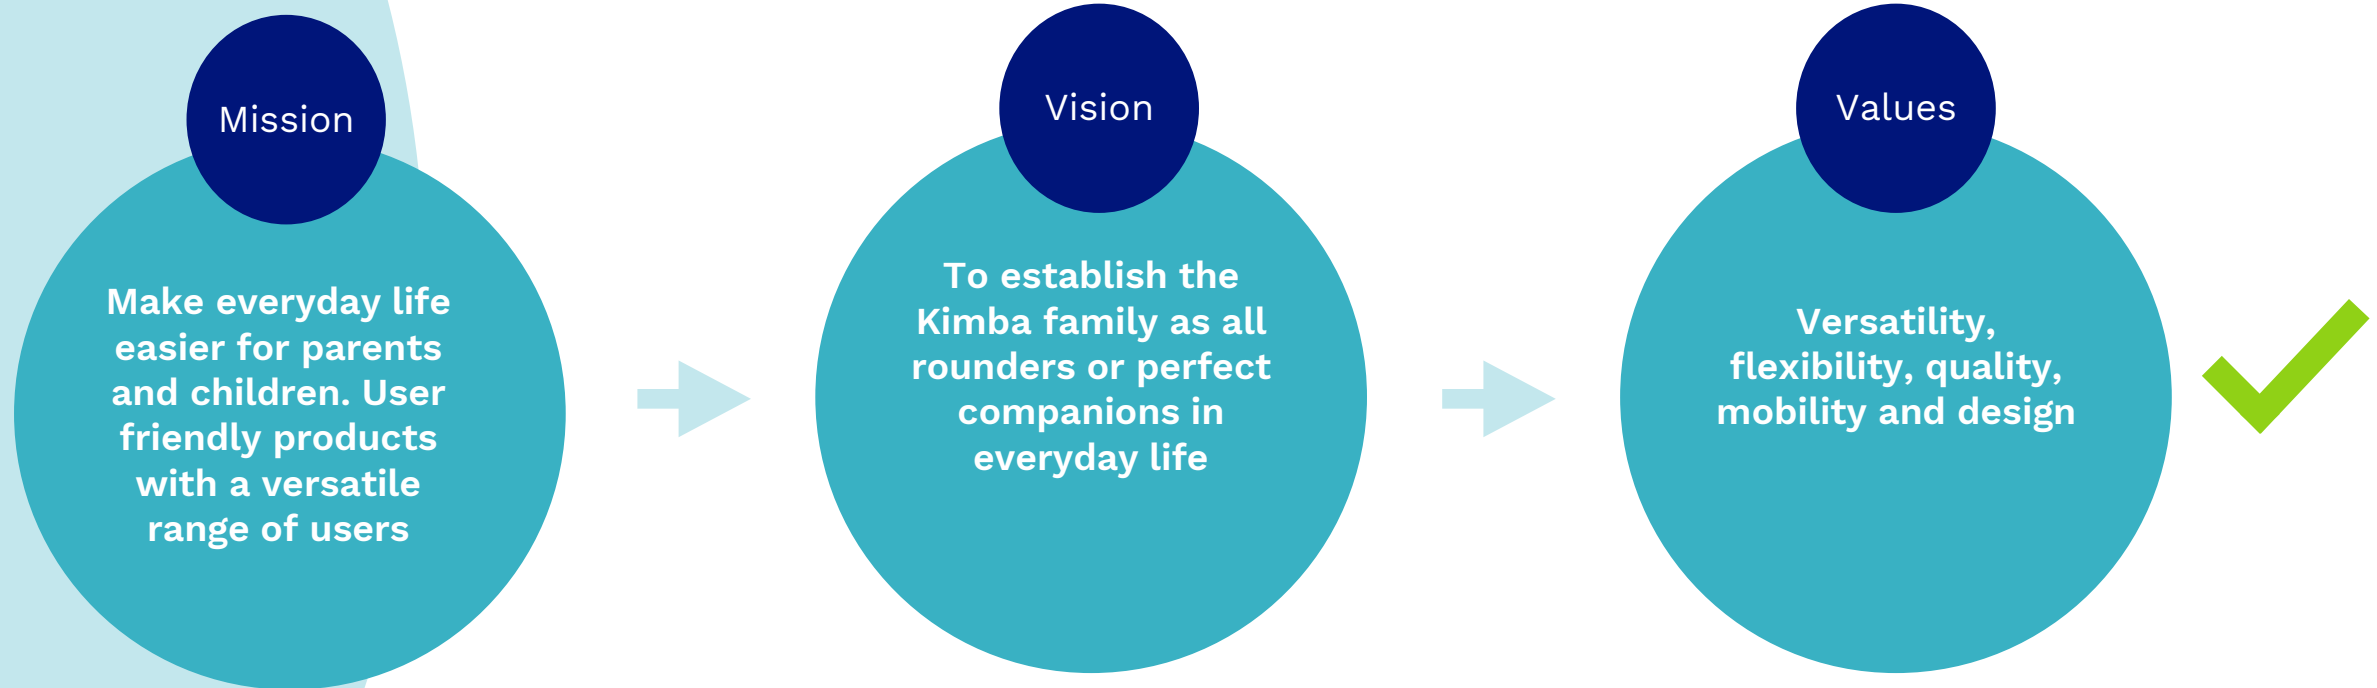 Mission
Make everyday life
easier for parents
and children. User
friendly products
with a versatile
range of users
Vision
To establish the
Kimba family as all
rounders or perfect
companions in
everyday life
Values
Versatility,
flexibility, quality,
mobility and design